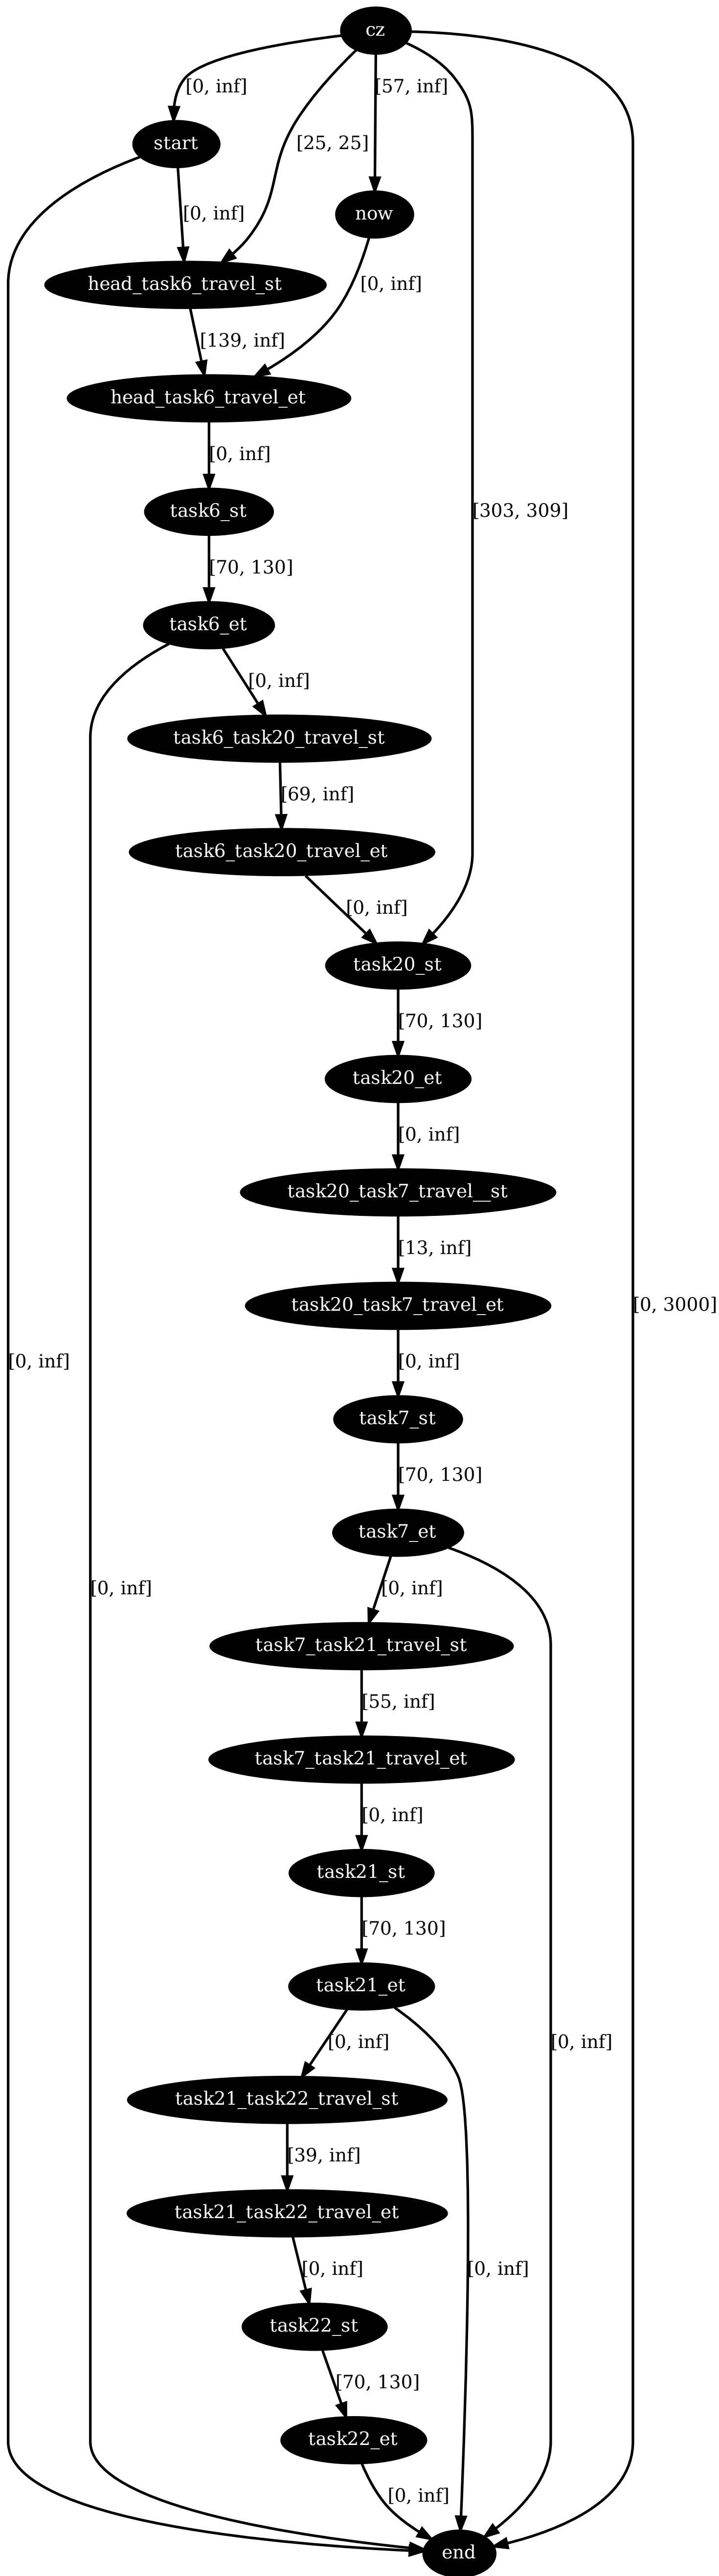 cz
[0, inf]
[57, inf]
[25, 25]
start
now
[0, inf]
head_task6_travel_st
[0, inf]
[139, inf]
head_task6_travel_et
[0, inf]
task6_st
[303, 309]
[70, 130]
task6_et
[0, inf]
task6_task20_travel_st
[69, inf]
task6_task20_travel_et
[0, inf]
task20_st
[70, 130]
task20_et
[0, inf]
task20_task7_travel__st
[13, inf]
task20_task7_travel_et
[0, 3000]
[0, inf]
[0, inf]
task7_st
[70, 130]
task7_et
[0, inf]
[0, inf]
task7_task21_travel_st
[55, inf]
task7_task21_travel_et
[0, inf]
task21_st
[70, 130]
task21_et
[0, inf]
[0, inf]
task21_task22_travel_st
[39, inf]
task21_task22_travel_et
[0, inf]
[0, inf]
task22_st
[70, 130]
task22_et
[0, inf]
end